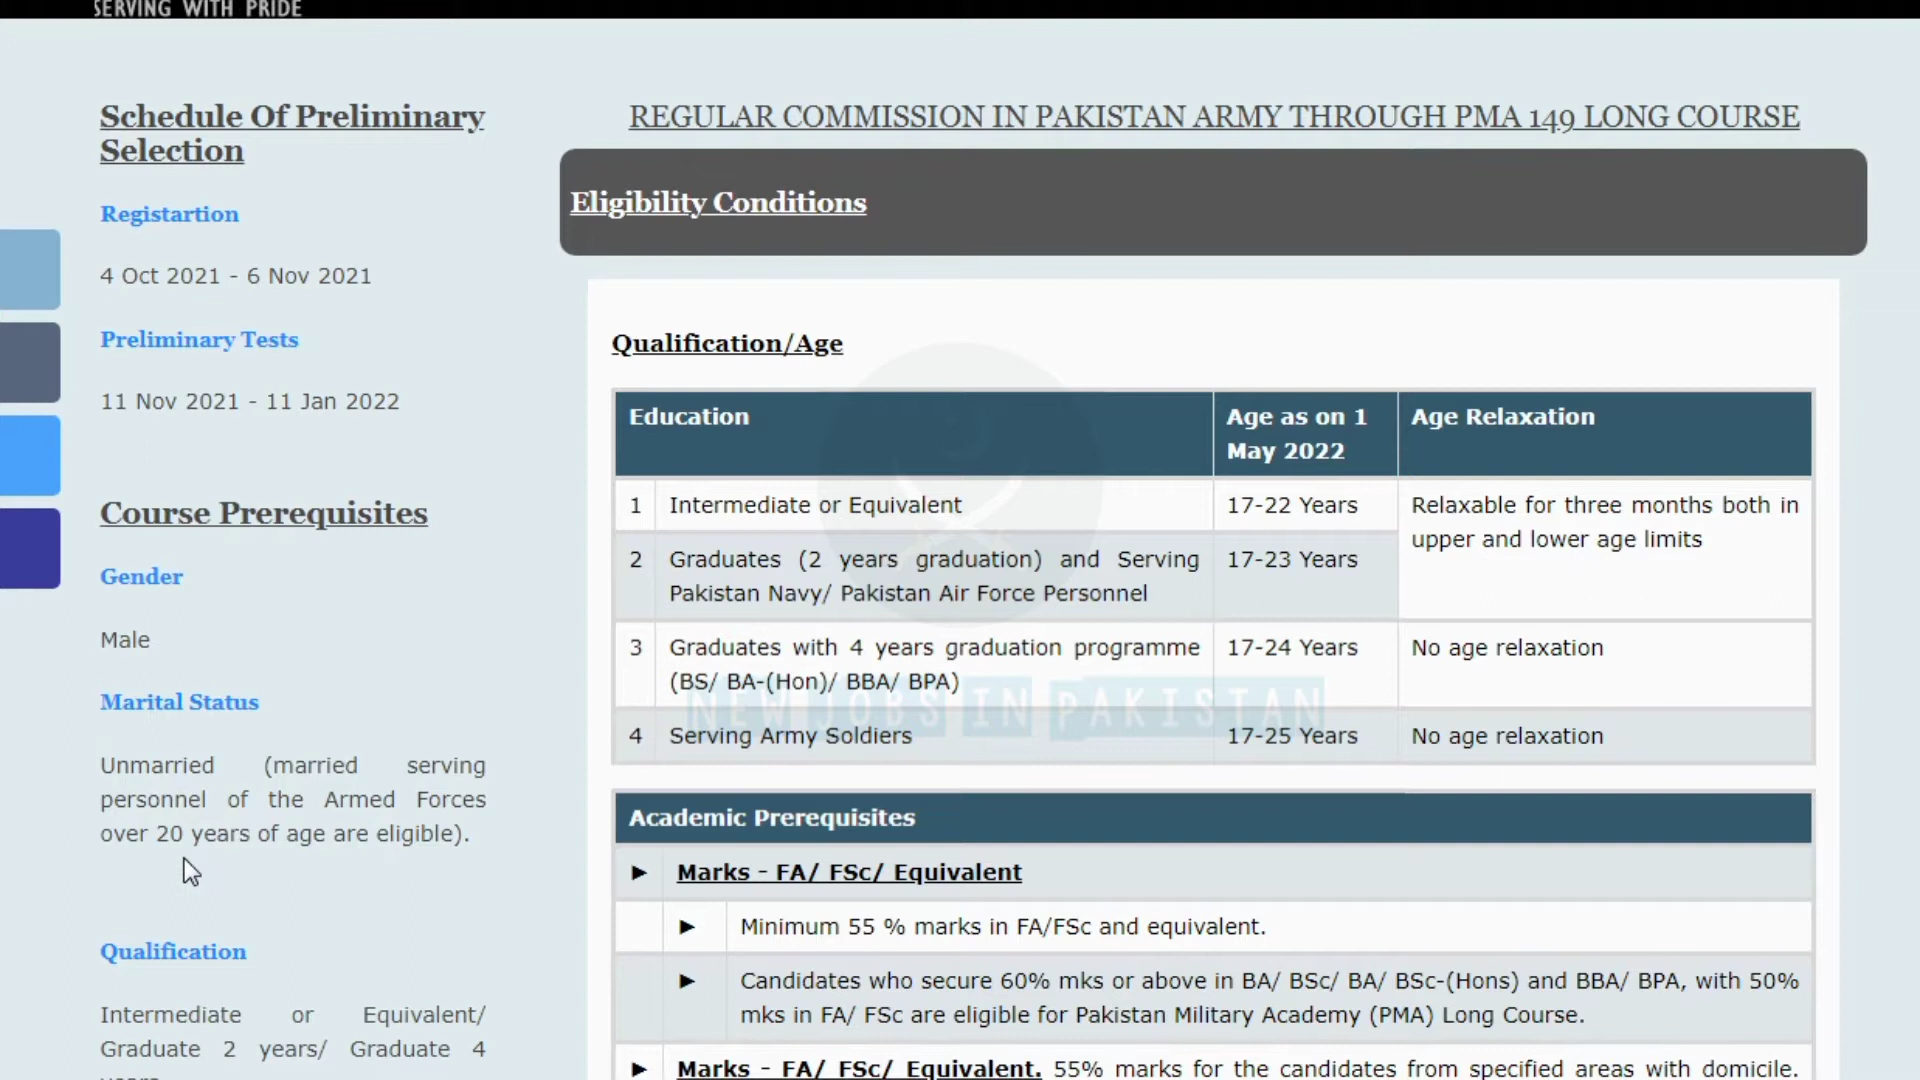 SERVING WITH PRIDE
Schedule Of Preliminary
Selection
Registartion
4 Oct 2021 - 6 Nov 2021
Preliminary Tests
11 Nov 2021 - 11 Jan 2022
Course Prerequisites
Gender
Male
Marital Status
Unmarried (married serving
personnel of the Armed Forces
over 20 years of age are eligible).
Qualification
Intermediate or Equivalent/
Graduate 2 years/ Graduate 4
REGULAR COMMISSION IN PAKISTAN ARMY THROUGH PMA 149 LONG COURSE
Eligibility Conditions
Qualification/Age
Education Age as on 1 May 2022 Age Relaxation
1 Intermediate or Equivalent 17-22 Years Relaxable for three months both in
upper and lower age limits
2 Graduates (2 years graduation) and Serving 17-23 Years
Pakistan Navy/ Pakistan Air Force Personnel
3 Graduates with 4 years graduation programme 17-24 Years No age relaxation
(BS/ BA-(Hon)/ BBA/ BPA)
NEW JOBS IN PAKISTAN
4 Serving Army Soldiers 17-25 Years No age relaxation
Academic Prerequisites
► Marks - FA/ FSc/ Equivalent
► Minimum 55 % marks in FA/FSc and equivalent.
► Candidates who secure 60% mks or above in BA/ BSc/ BA/ BSc-(Hons) and BBA/ BPA, with 50%
mks in FA/ FSc are eligible for Pakistan Military Academy (PMA) Long Course.
► Marks - FA/ FSc/ Equivalent. 55% marks for the candidates from specified areas with domicile.